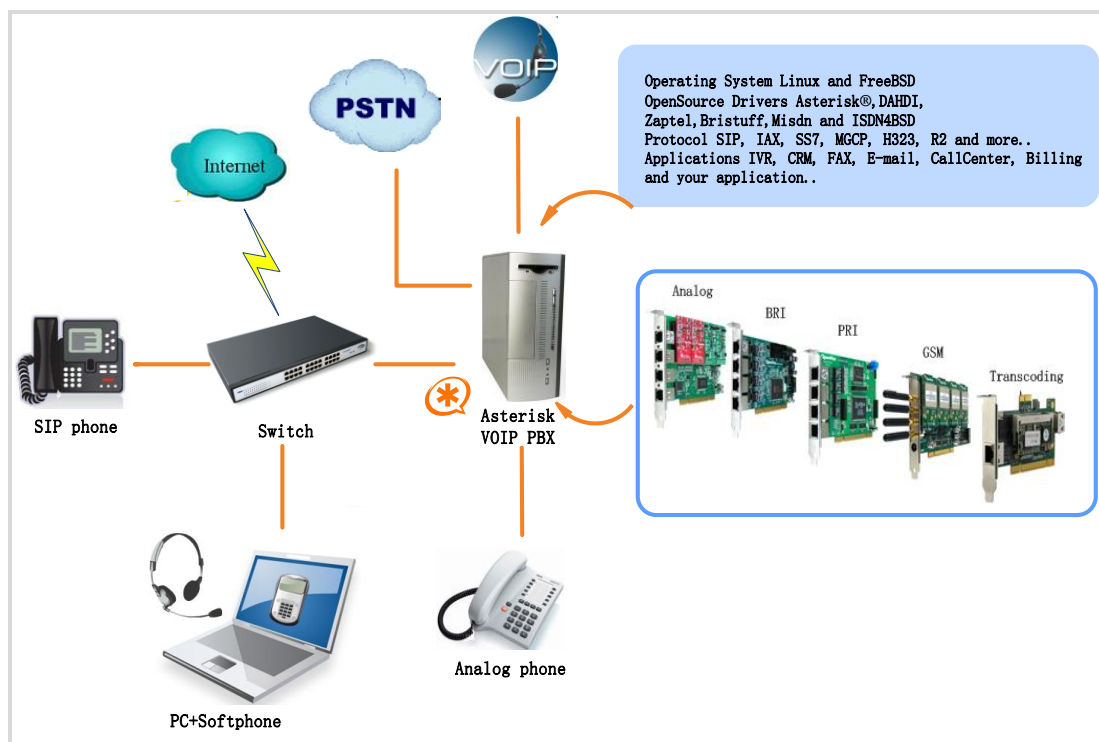 VOIP
PSTN
Internet
Operating System Linux and FreeBSD
OpenSource Drivers Asterisk®,DAHDI,
Zaptel,Bristuff,Misdn and ISDN4BSD
Protocol SIP, IAX, SS7, MGCP, H323, R2 and more..
Applications IVR, CRM, FAX, E-mail, CallCenter, Billing
and your application..
Analog
BRI
PRI
GSM
Transcoding
SIP phone
Switch
Asterisk
VOIP PBX
Analog phone
PC+Softphone